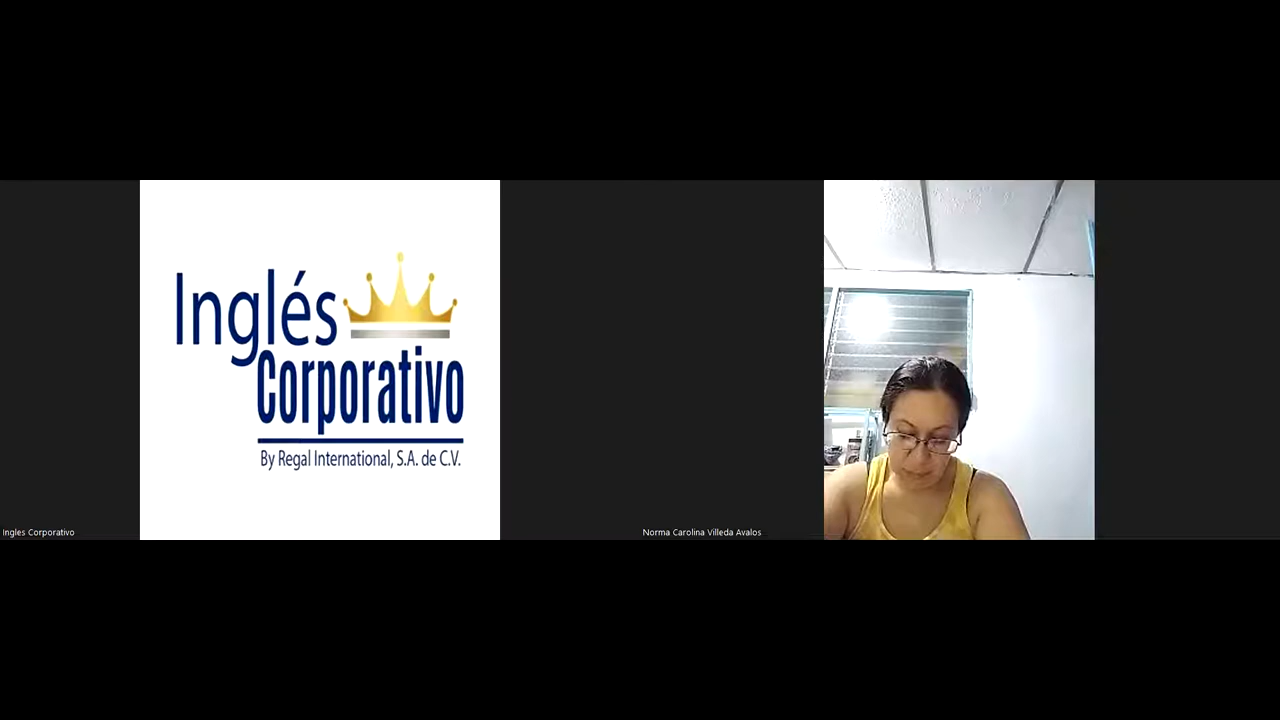 Inglés
Corporativo
By Regal International, S.A. de C.V.
Ingles Corporativo
Norma Carolina Villeda Avalos